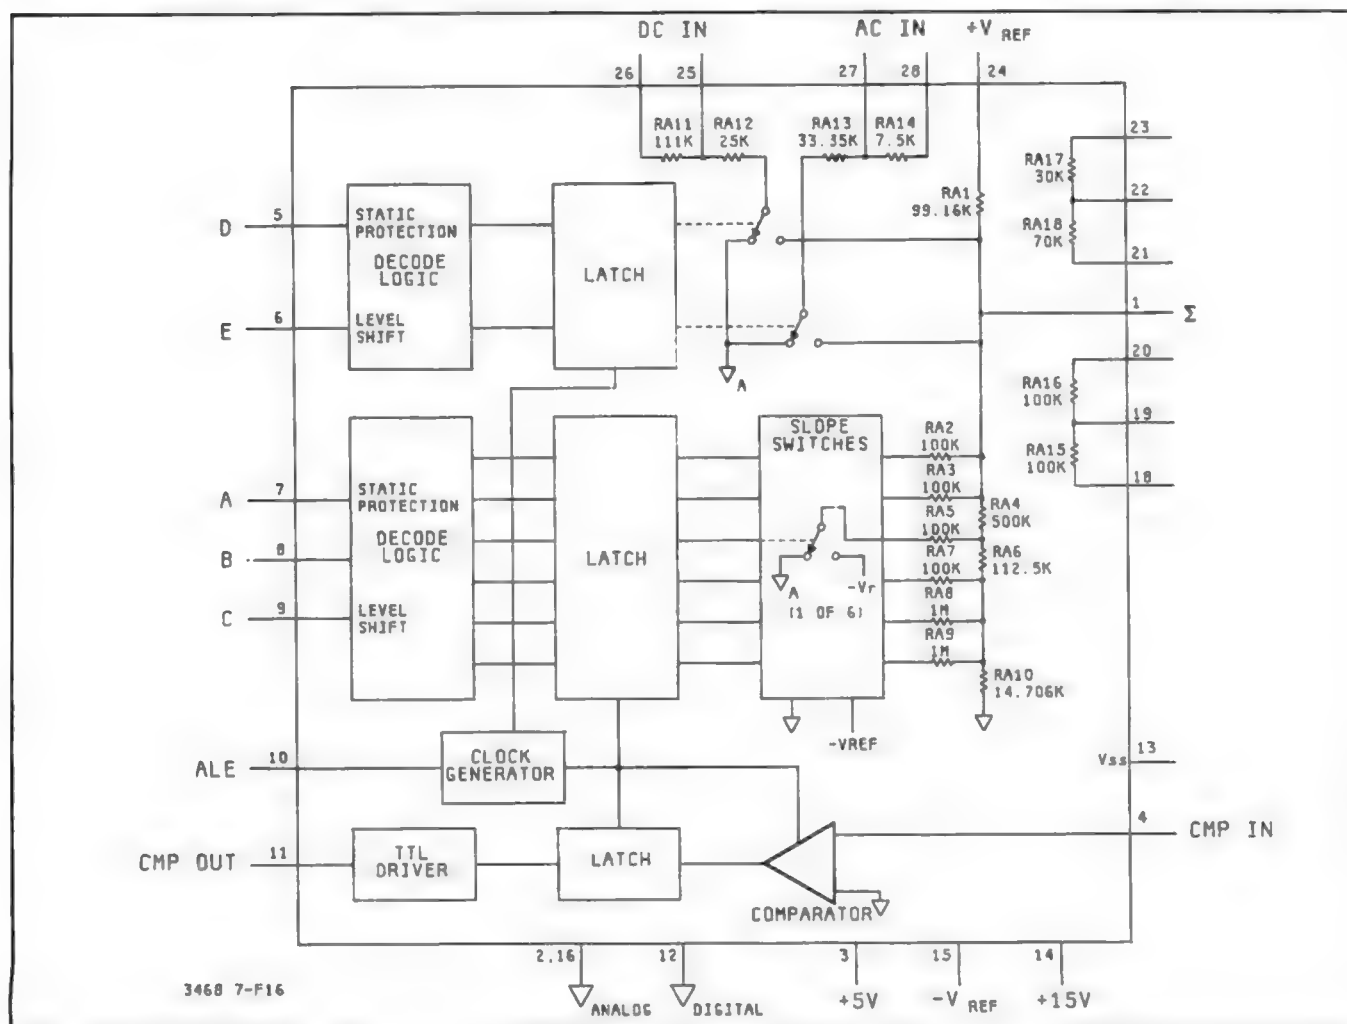 DC IN
AC IN
+V REF
26
25
27
28
24
RA11
111K
RA12
25K
RA13
33.35K
RA14
7.5K
23
RA17
30K
22
RA1
99.16K
RA18
70K
21
D
5
STATIC
PROTECTION
DECODE
LOGIC
LATCH
E
6
LEVEL
SHIFT
1
Σ
A
20
RA16
100K
19
RA15
100K
18
SLOPE
SWITCHES
RA2
100K
RA3
100K
RA4
500K
RA5
100K
RA6
112.5K
RA7
100K
RA8
1M
RA9
1M
RA10
14.706K
A
7
STATIC
PROTECTION
DECODE
LOGIC
LATCH
B
8
C
9
LEVEL
SHIFT
A
-Vr
(1 OF 6)
-VREF
ALE
10
CLOCK
GENERATOR
Vss
13
4
CMP IN
CMP OUT
11
TTL
DRIVER
LATCH
COMPARATOR
2,16
12
3
15
14
ANALOG
DIGITAL
+5V
-V REF
+15V
3468 7-F16